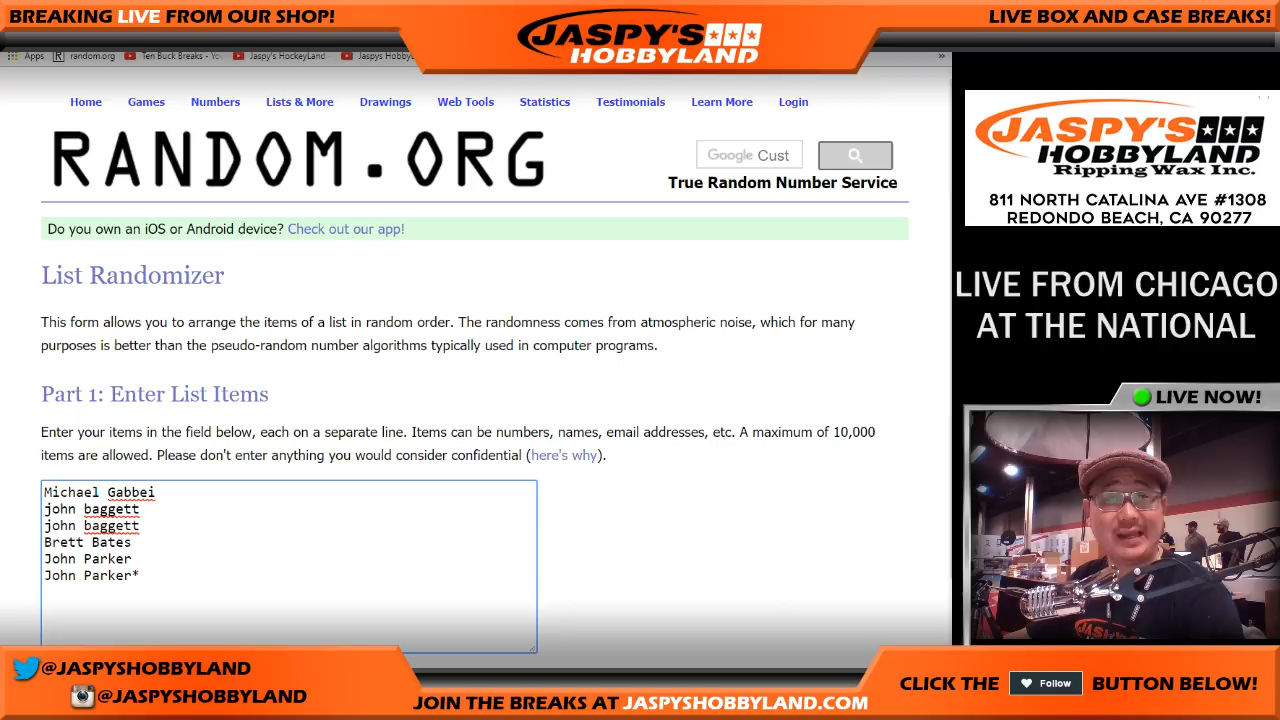 BREAKING LIVE FROM OUR SHOP!
JASPY'S
HOBBYLAND
LIVE BOX AND CASE BREAKS!
Apps
random.org
Ten Buck Breaks - Yo
Jaspy's HockeyLand
Jaspys Hobby
»
Home Games Numbers Lists & More Drawings Web Tools Statistics Testimonials Learn More Login
RANDOM.ORG
Google Cust
True Random Number Service
Do you own an iOS or Android device? Check out our app!
List Randomizer
This form allows you to arrange the items of a list in random order. The randomness comes from atmospheric noise, which for many
purposes is better than the pseudo-random number algorithms typically used in computer programs.
Part 1: Enter List Items
Enter your items in the field below, each on a separate line. Items can be numbers, names, email addresses, etc. A maximum of 10,000
items are allowed. Please don't enter anything you would consider confidential (here's why).
Michael Gabbei
john baggett
john baggett
Brett Bates
John Parker
John Parker*
JASPY'S
HOBBYLAND
Ripping Wax Inc.
811 NORTH CATALINA AVE #1308
REDONDO BEACH, CA 90277
LIVE FROM CHICAGO
AT THE NATIONAL
LIVE NOW!
@JASPYSHOBBYLAND
@JASPYSHOBBYLAND
JOIN THE BREAKS AT JASPYSHOBBYLAND.COM
CLICK THE Follow BUTTON BELOW!